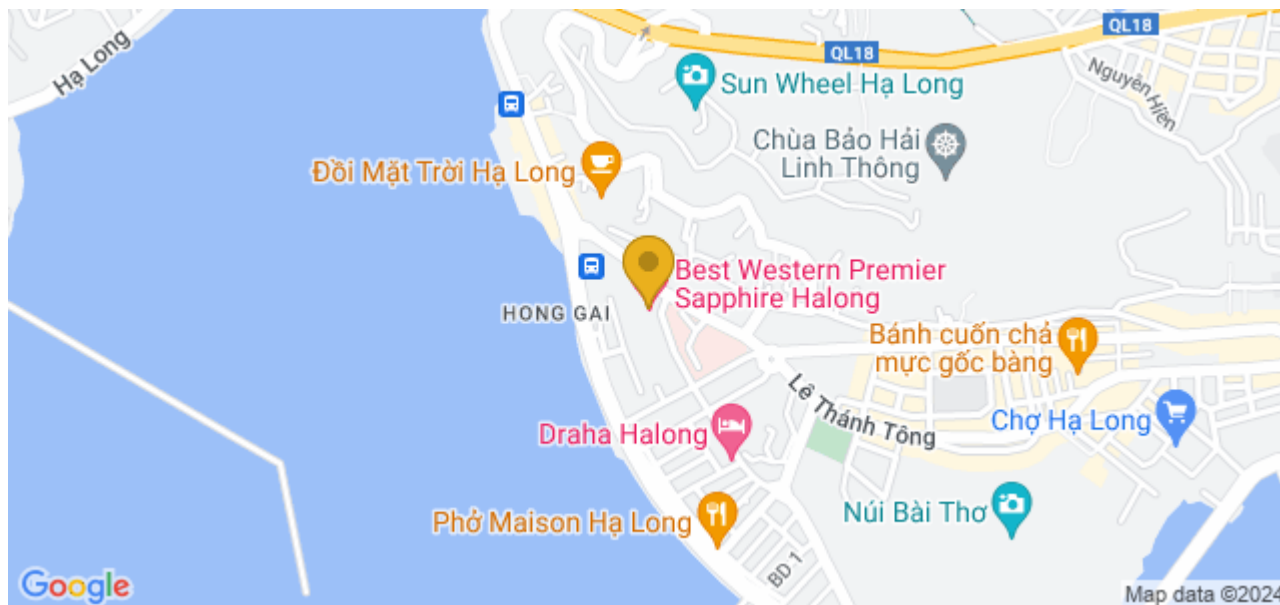 QL18
Hạ Long
QL18
Nguyễn Hiền
Sun Wheel Hạ Long
Chùa Bảo Hải
Linh Thông
Đồi Mặt Trời Hạ Long
Best Western Premier
Sapphire Halong
HONG GAI
Bánh cuốn chả
mực gốc bàng
Lê Thánh Tông
Chợ Hạ Long
Draha Halong
Núi Bài Thơ
Phở Maison Hạ Long
BD 1
Google
Map data ©2024